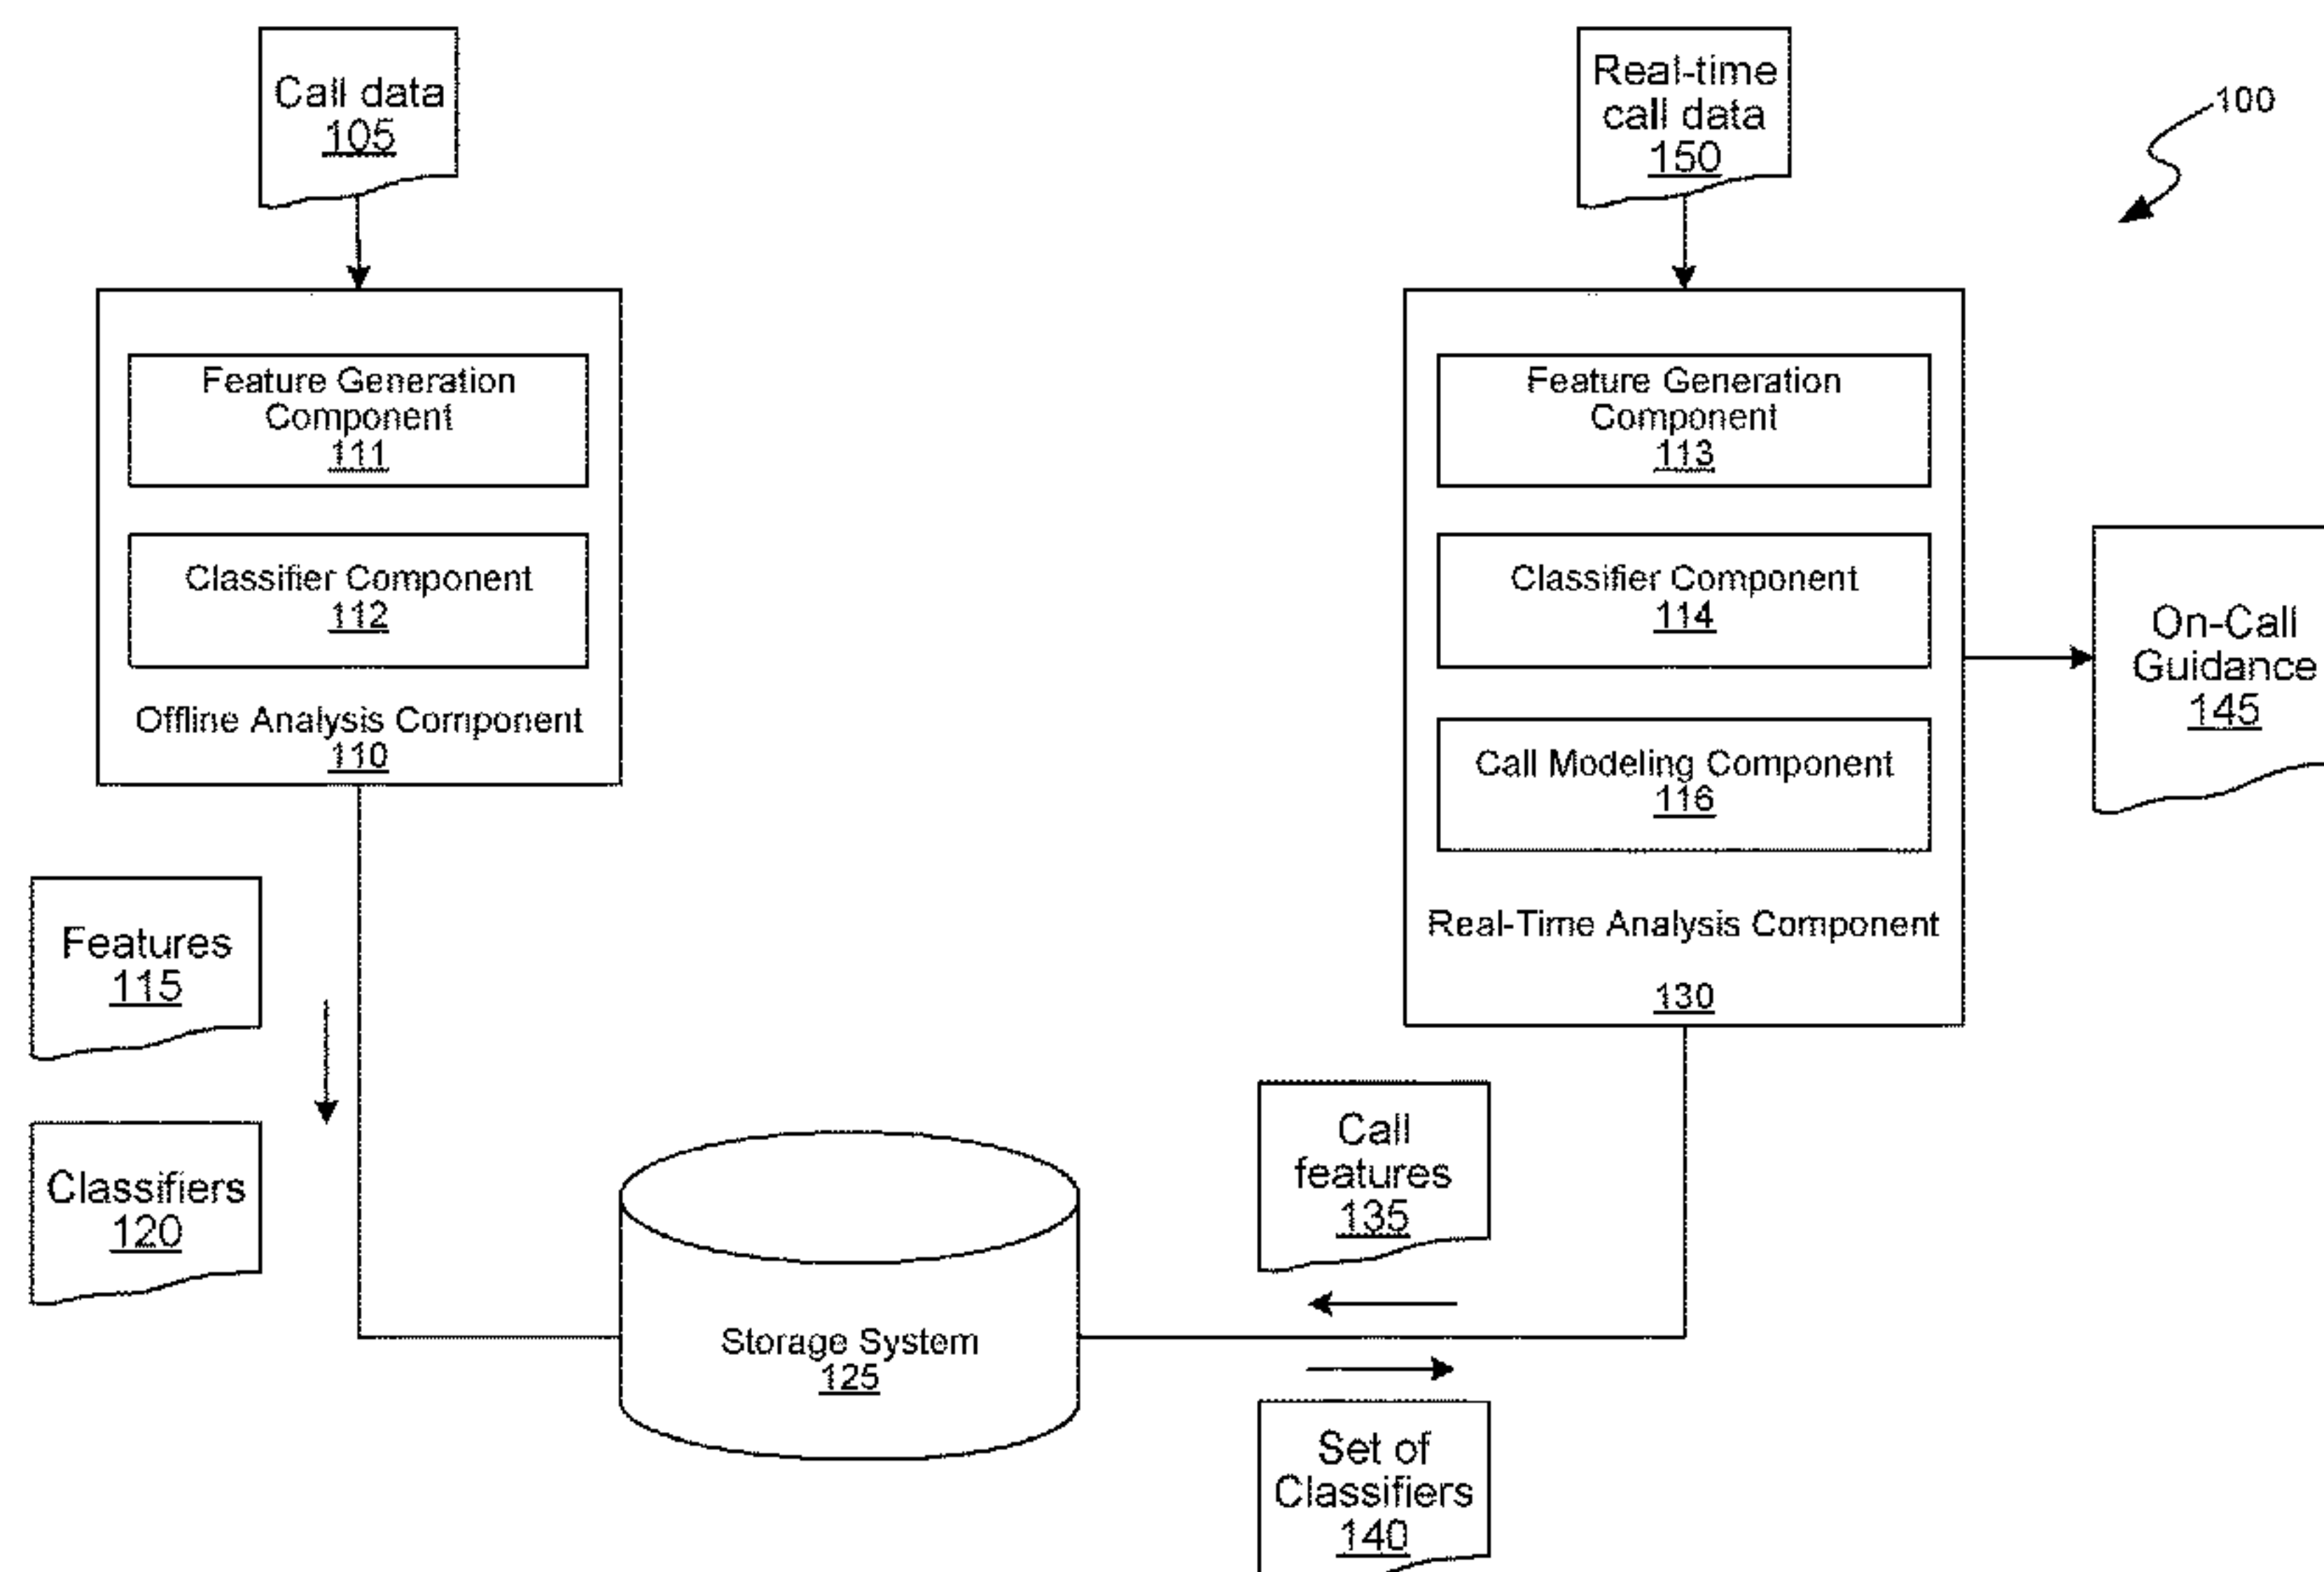 Call data
105
Real-time
call data
150
100
Feature Generation
Component
111
Classifier Component
112
Offline Analysis Component
110
Feature Generation
Component
113
Classifier Component
114
Call Modeling Component
116
Real-Time Analysis Component
130
On-Call
Guidance
145
Features
115
Classifiers
120
Storage System
125
Call
features
135
Set of
Classifiers
140